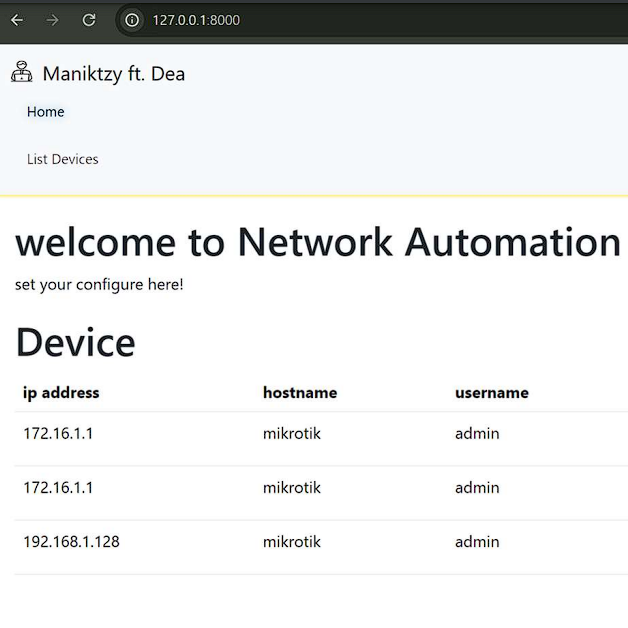 127.0.0.1:8000
Maniktzy ft. Dea
Home
List Devices
welcome to Network Automation
set your configure here!
Device
ip address hostname username
172.16.1.1 mikrotik admin
172.16.1.1 mikrotik admin
192.168.1.128 mikrotik admin